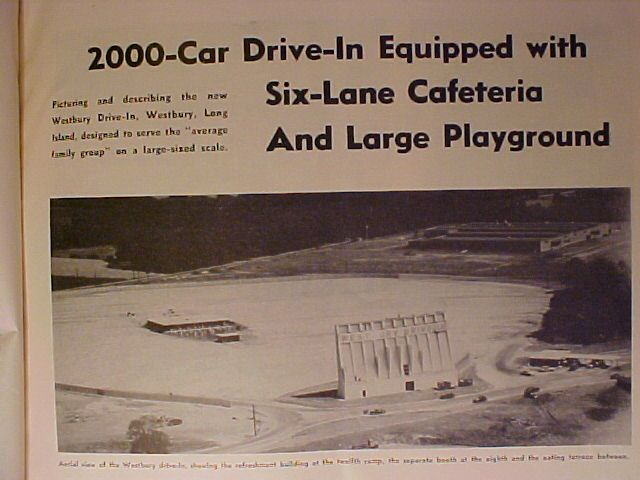 2000-Car Drive-In Equipped with
Six-Lane Cafeteria
And Large Playground
Picturing and describing the new
Westbury Drive-In, Westbury, Long
Island, designed to serve the "average
family group" on a large-sized scale.
WESTBURY DRIVE-IN
Aerial view of the Westbury drive-in, showing the refreshment building at the twelfth ramp, the separate booth at the eighth and the eating terrace between.